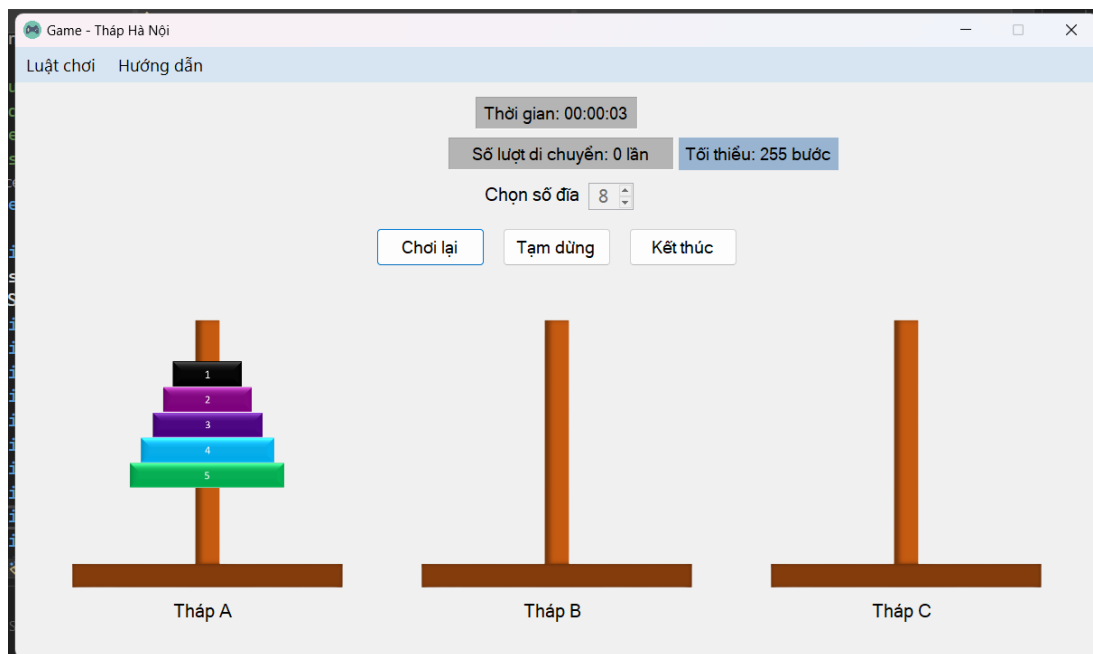 Game - Tháp Hà Nội
Luật chơi Hướng dẫn
Thời gian: 00:00:03
Số lượt di chuyển: 0 lần Tối thiểu: 255 bước
Chọn số đĩa 8
Chơi lại Tạm dừng Kết thúc
1
2
3
4
5
Tháp A Tháp B Tháp C